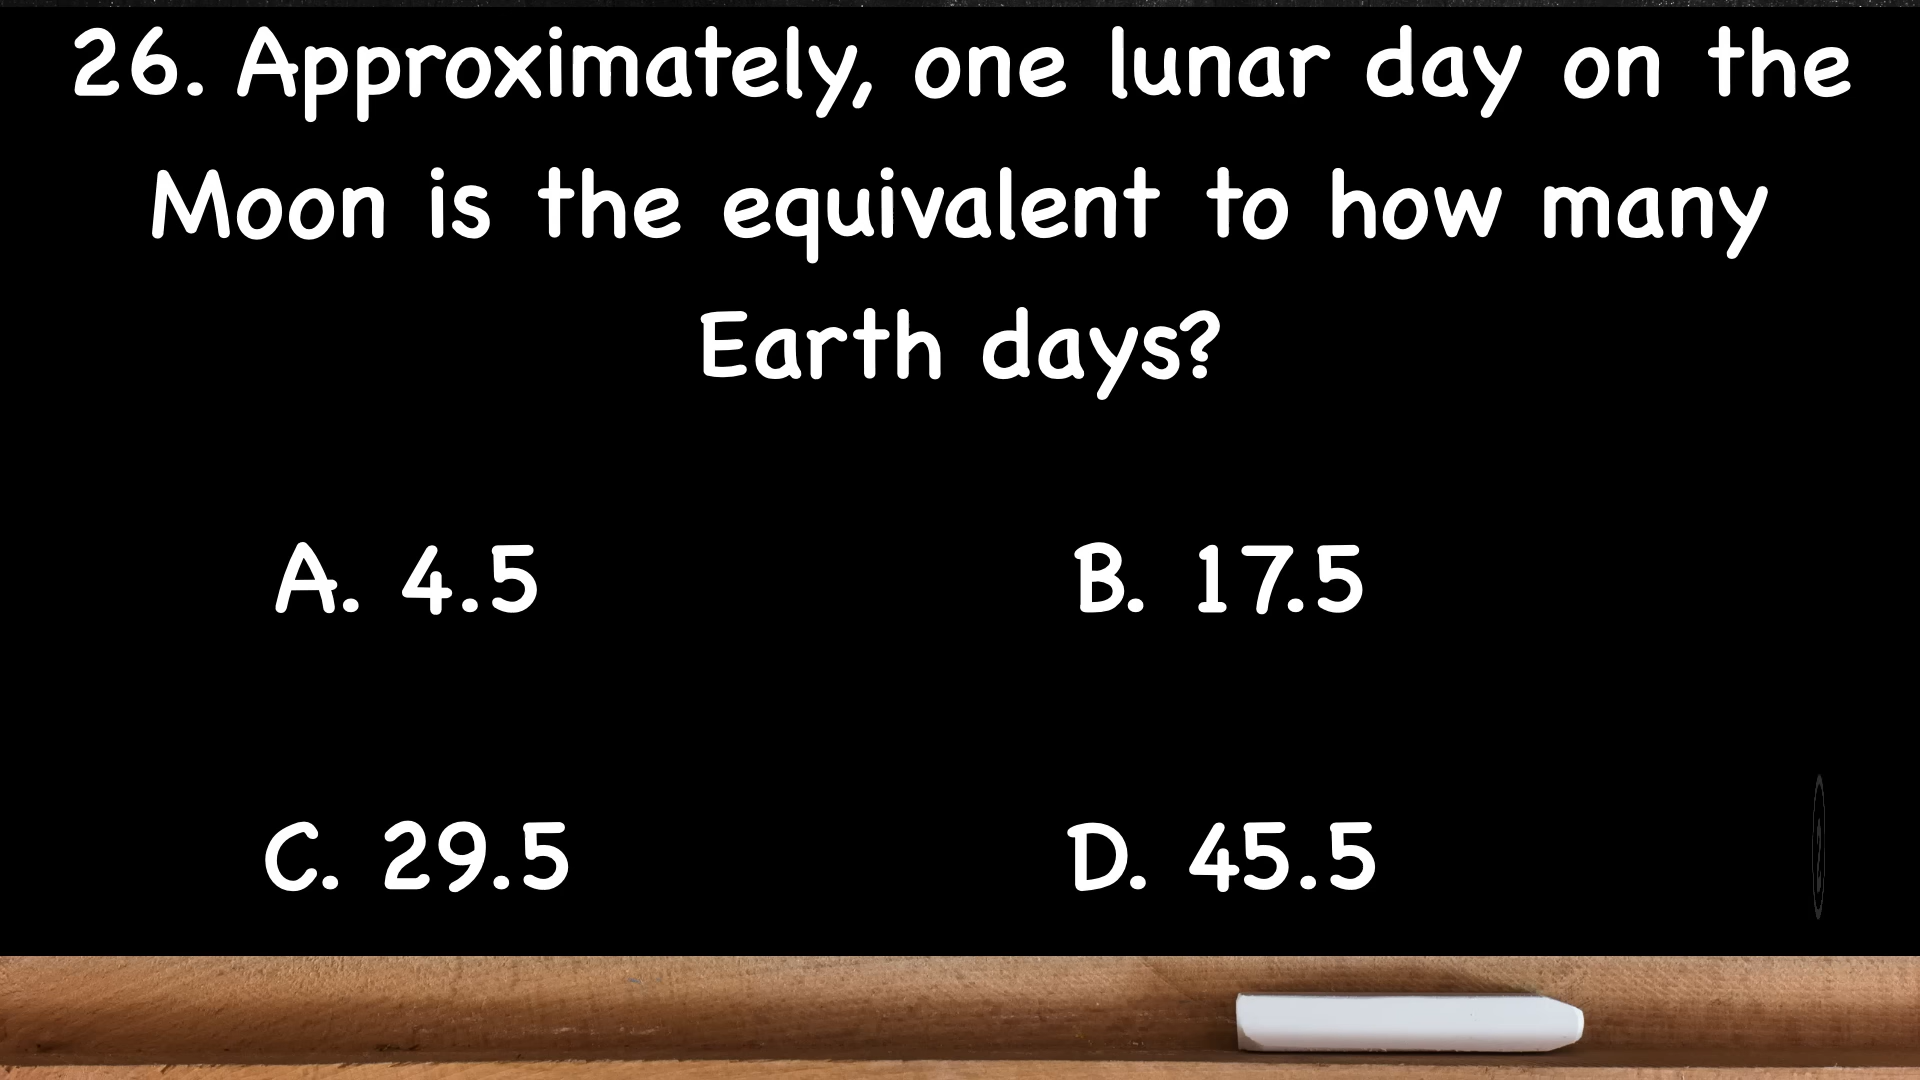 26. Approximately, one lunar day on the
Moon is the equivalent to how many
Earth days?
A. 4.5
B. 17.5
C. 29.5
D. 45.5